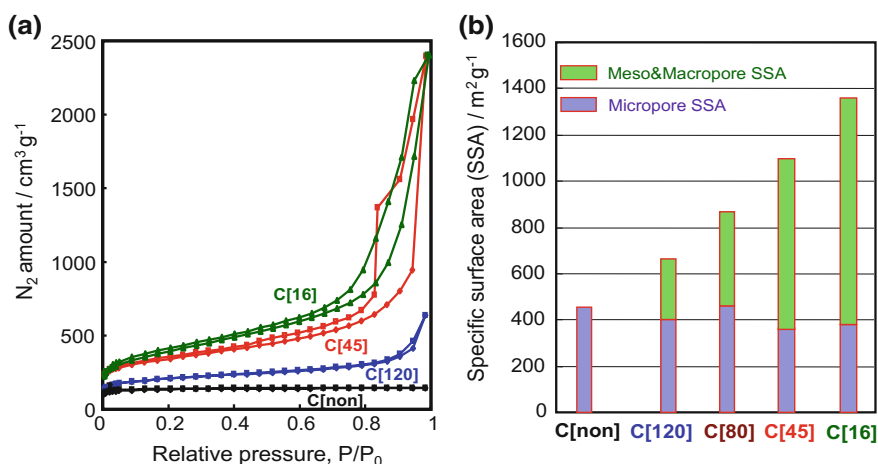 (a)
2500
2000
1500
1000
500
0
N₂ amount / cm³ g⁻¹
C[16]
C[45]
C[120]
C[non]
0 0.2 0.4 0.6 0.8 1
Relative pressure, P/P₀
(b)
1600
1400
1200
1000
800
600
400
200
0
Specific surface area (SSA) / m² g⁻¹
Meso&Macropore SSA
Micropore SSA
C[non] C[120] C[80] C[45] C[16]